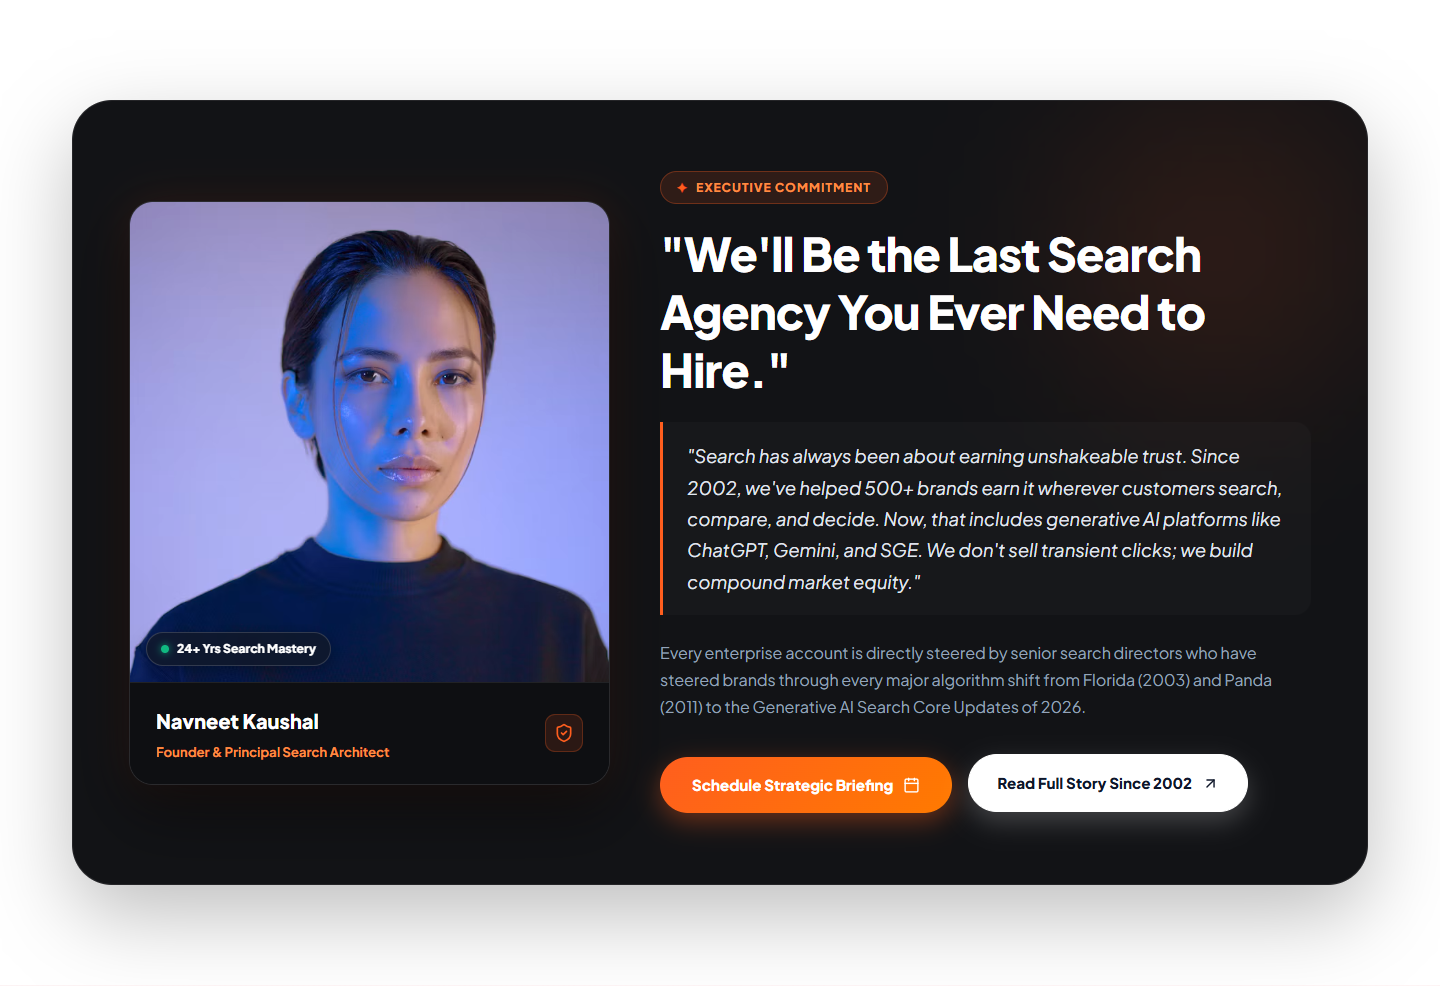 EXECUTIVE COMMITMENT
"We'll Be the Last Search
Agency You Ever Need to
Hire."
"Search has always been about earning unshakeable trust. Since
2002, we've helped 500+ brands earn it wherever customers search,
compare, and decide. Now, that includes generative AI platforms like
ChatGPT, Gemini, and SGE. We don't sell transient clicks; we build
compound market equity."
Every enterprise account is directly steered by senior search directors who have
steered brands through every major algorithm shift from Florida (2003) and Panda
(2011) to the Generative AI Search Core Updates of 2026.
Schedule Strategic Briefing
Read Full Story Since 2002
24+ Yrs Search Mastery
Navneet Kaushal
Founder & Principal Search Architect